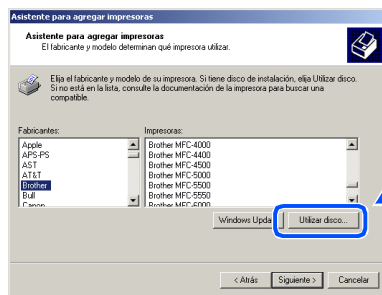 Asistente para agregar impresoras
Asistente para agregar impresoras
El fabricante y modelo determinan qué impresora utilizar.
Elija el fabricante y modelo de su impresora. Si tiene disco de instalación, elija Utilizar disco.
Si no está en la lista, consulte la documentación de la impresora para buscar una
compatible.
Fabricantes:
Apple
APS-PS
AST
AT&T
Brother
Bull
Canon
Impresoras:
Brother MFC-4000
Brother MFC-4400
Brother MFC-4500
Brother MFC-5000
Brother MFC-5500
Brother MFC-5550
Brother MFC-6000
Windows Upda
Utilizar disco...
< Atrás
Siguiente >
Cancelar